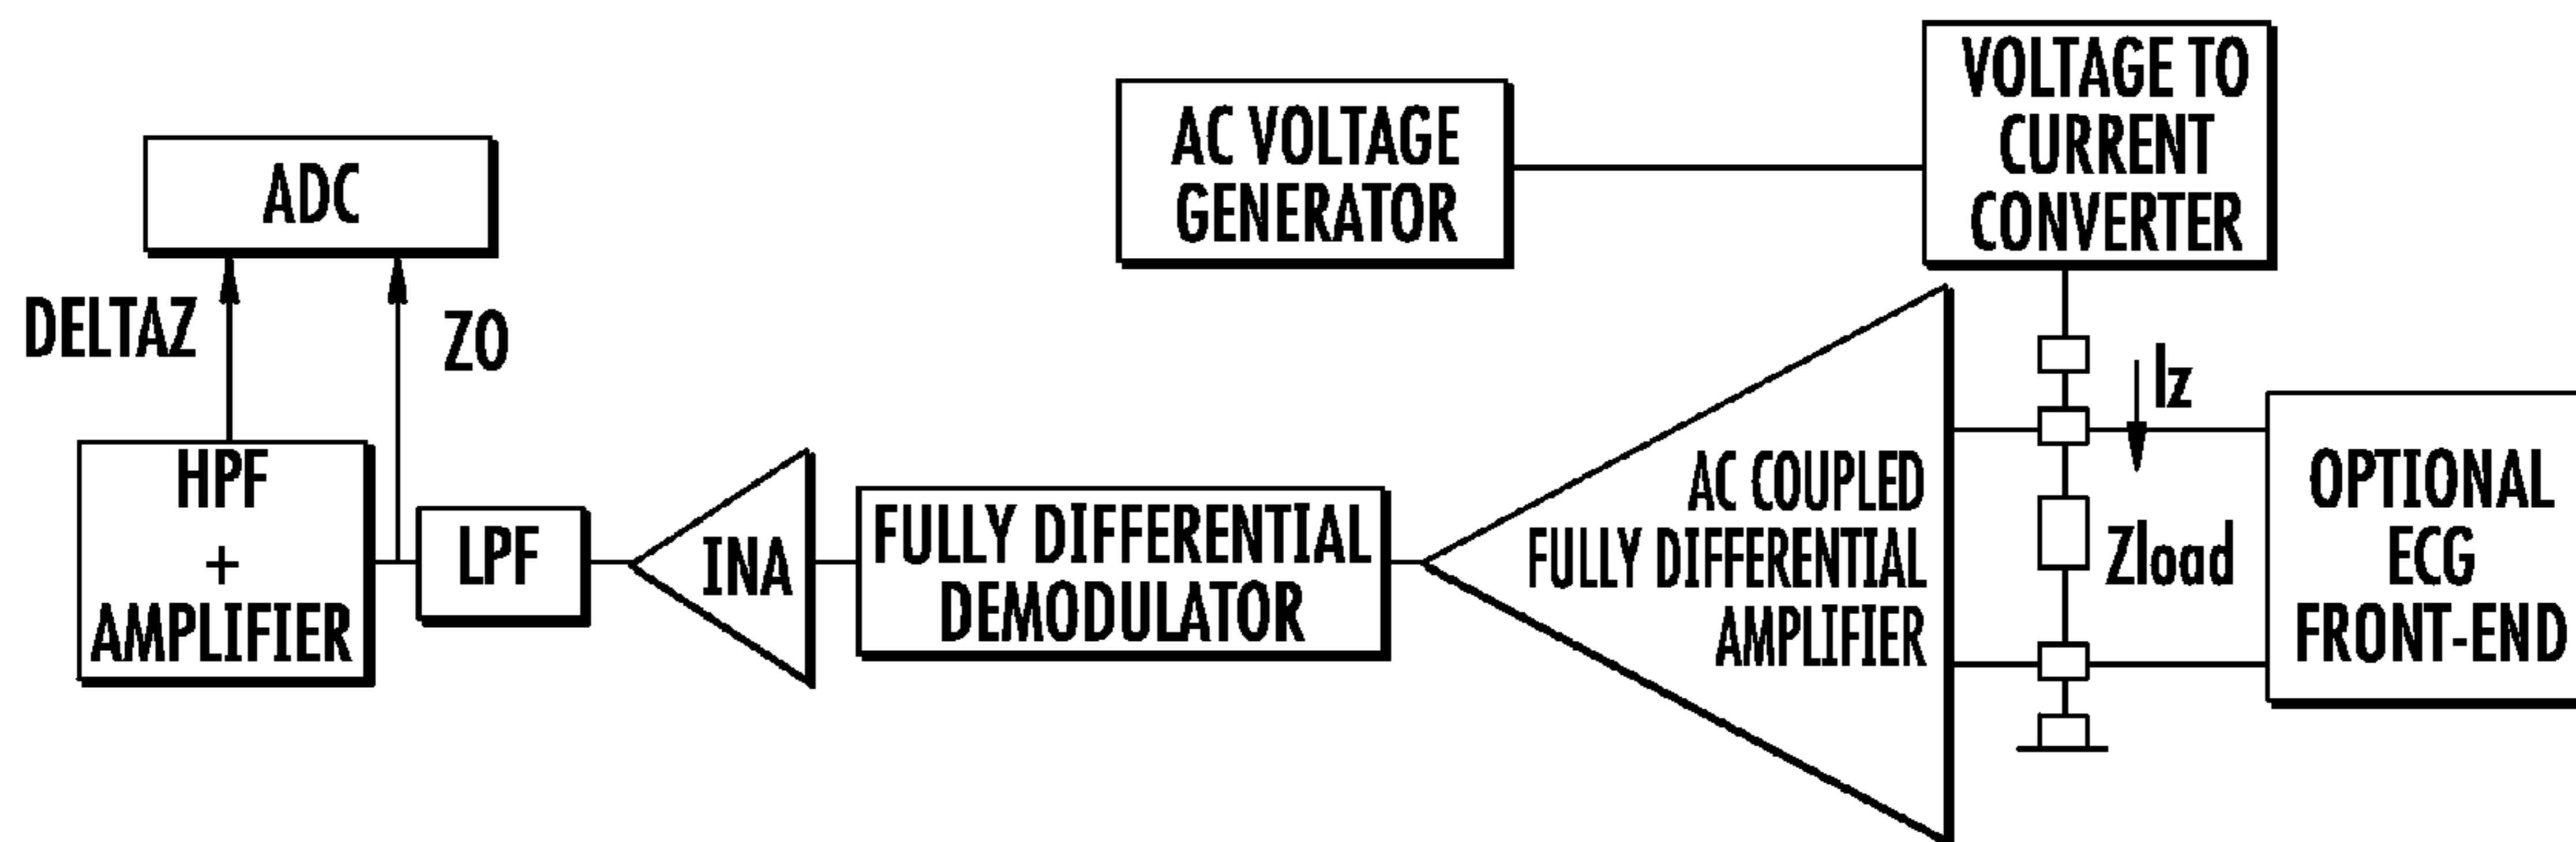 AC VOLTAGE
GENERATOR
VOLTAGE TO
CURRENT
CONVERTER
ADC
DELTAZ
ZO
HPF
+
AMPLIFIER
LPF
INA
FULLY DIFFERENTIAL
DEMODULATOR
AC COUPLED
FULLY DIFFERENTIAL
AMPLIFIER
Iz
Zload
OPTIONAL
ECG
FRONT-END